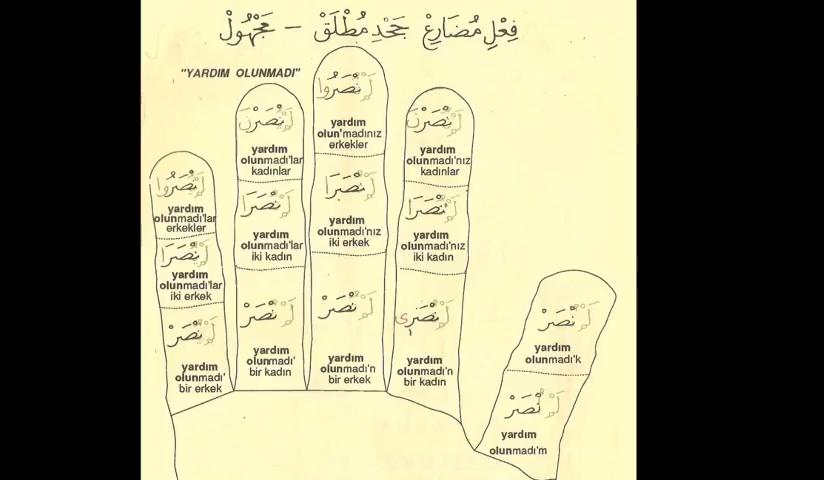 فِعْلِ مُضَارِعْ جَحْدِ مُطْلَقْ – مَجْهُولْ
"YARDIM OLUNMADI"
لَمْ يُنْصَرُوا
yardım
olunmadı'lar
erkekler
لَمْ يُنْصَرَا
yardım
olunmadı'lar
iki erkek
لَمْ يُنْصَرْ
yardım
olunmadı'
bir erkek
لَمْ يُنْصَرْنَ
yardım
olunmadı'lar
kadınlar
لَمْ تُنْصَرَا
yardım
olunmadı'lar
iki kadın
لَمْ تُنْصَرْ
yardım
olunmadı'
bir kadın
لَمْ تُنْصَرُوا
yardım
olun'madınız
erkekler
لَمْ تُنْصَرَا
yardım
olunmadı'nız
iki erkek
لَمْ تُنْصَرْ
yardım
olunmadı'n
bir erkek
لَمْ تُنْصَرْنَ
yardım
olunmadı'nız
kadınlar
لَمْ تُنْصَرَا
yardım
olunmadı'nız
iki kadın
لَمْ تُنْصَرِى
yardım
olunmadı'n
bir kadın
لَمْ نُنْصَرْ
yardım
olunmadı'k
لَمْ اُنْصَرْ
yardım
olunmadı'm